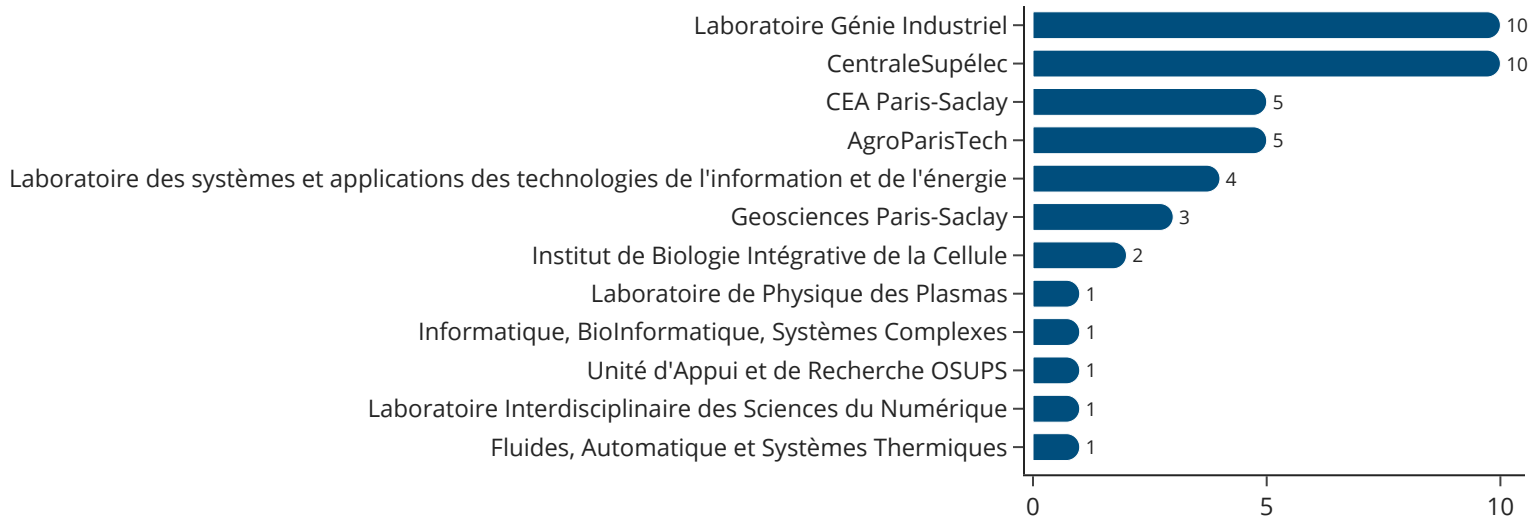 Laboratoire Génie Industriel 10
CentraleSupélec 10
CEA Paris-Saclay 5
AgroParisTech 5
Laboratoire des systèmes et applications des technologies de l'information et de l'énergie 4
Geosciences Paris-Saclay 3
Institut de Biologie Intégrative de la Cellule 2
Laboratoire de Physique des Plasmas 1
Informatique, BioInformatique, Systèmes Complexes 1
Unité d'Appui et de Recherche OSUPS 1
Laboratoire Interdisciplinaire des Sciences du Numérique 1
Fluides, Automatique et Systèmes Thermiques 1
0 5 10